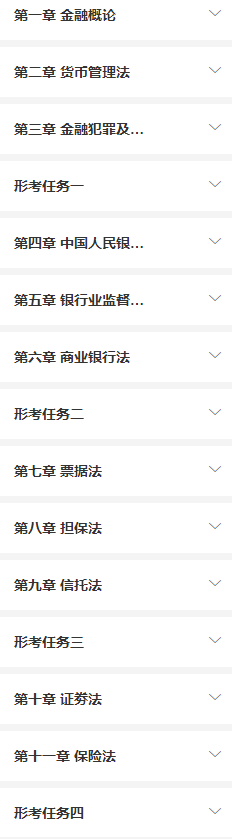 第一章 金融概论
第二章 货币管理法
第三章 金融犯罪及...
形考任务一
第四章 中国人民银...
第五章 银行业监督...
第六章 商业银行法
形考任务二
第七章 票据法
第八章 担保法
第九章 信托法
形考任务三
第十章 证券法
第十一章 保险法
形考任务四